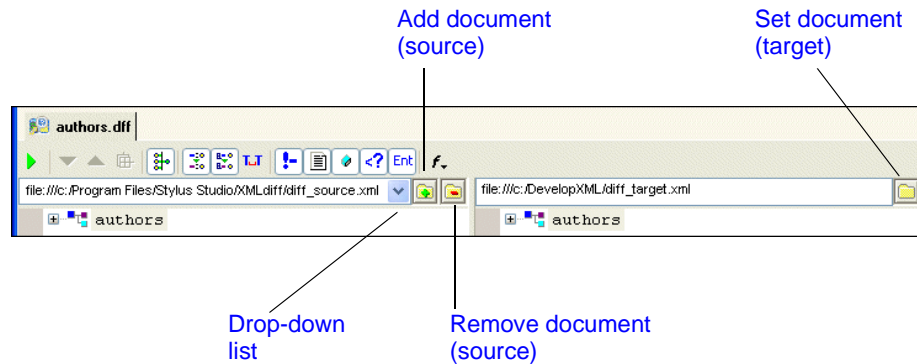 Add document
(source)
Set document
(target)
authors.dff
T T <? Ent f
file:///c:/Program Files/Stylus Studio/XMLdiff/diff_source.xml
file:///c:/DevelopXML/diff_target.xml
authors
authors
Drop-down
list
Remove document
(source)